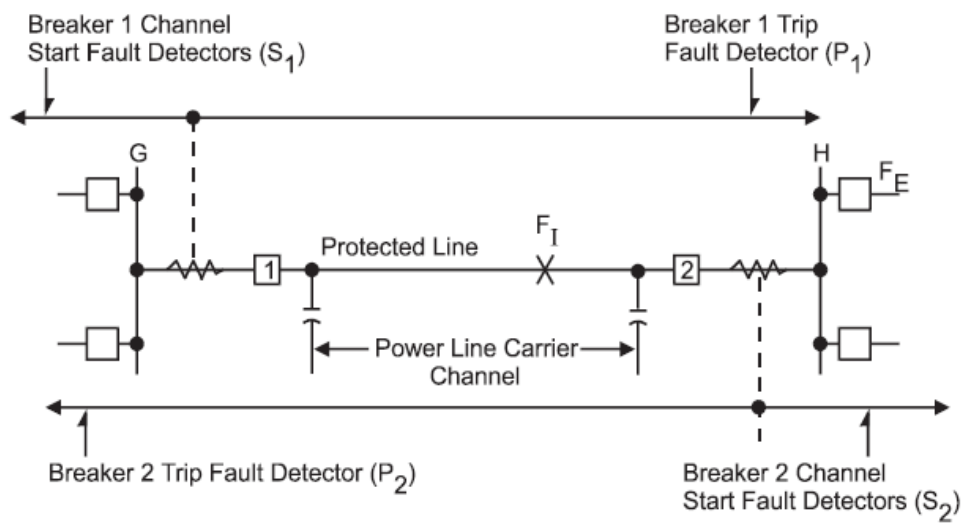 Breaker 1 Channel
Start Fault Detectors (S1)
Breaker 1 Trip
Fault Detector (P1)
G
H
FE
FI
Protected Line
1
2
Power Line Carrier
Channel
Breaker 2 Trip Fault Detector (P2)
Breaker 2 Channel
Start Fault Detectors (S2)